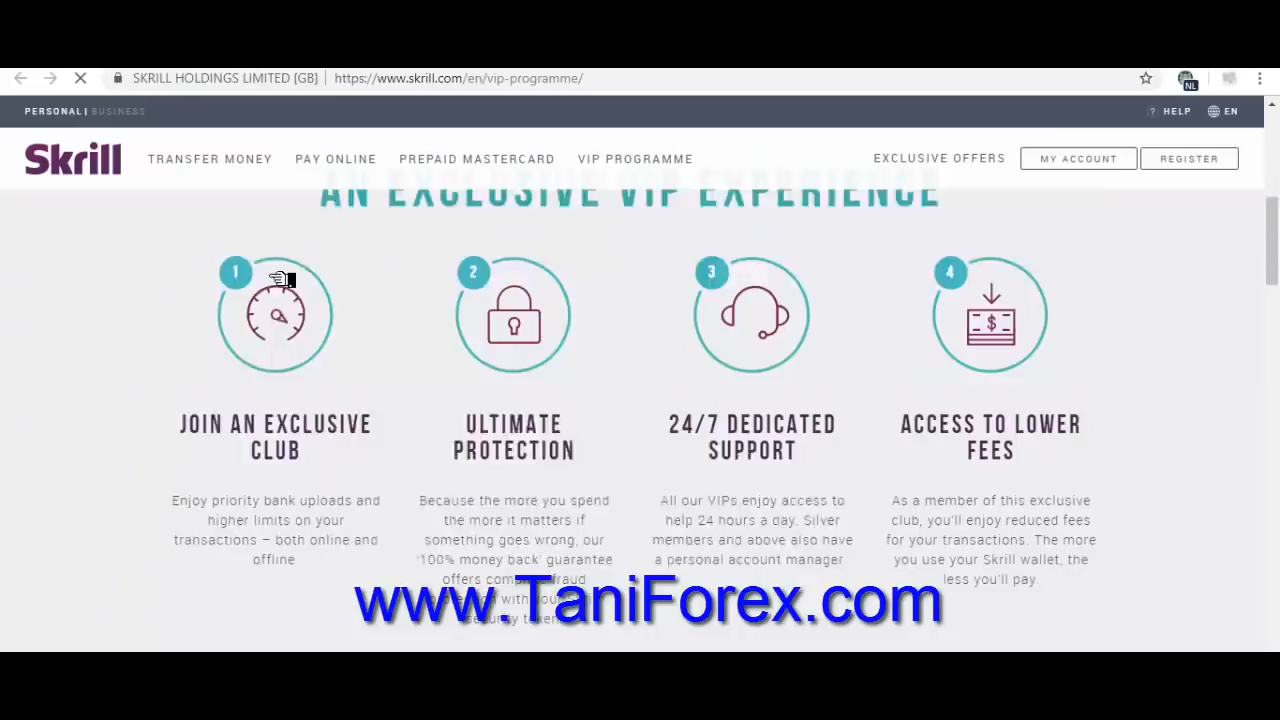 SKRILL HOLDINGS LIMITED [GB] https://www.skrill.com/en/vip-programme/ NL
PERSONAL | BUSINESS ? HELP EN
Skrill TRANSFER MONEY PAY ONLINE PREPAID MASTERCARD VIP PROGRAMME EXCLUSIVE OFFERS MY ACCOUNT REGISTER
AN EXCLUSIVE VIP EXPERIENCE
1
2
3
4
$
JOIN AN EXCLUSIVE
CLUB
Enjoy priority bank uploads and
higher limits on your
transactions – both online and
offline
ULTIMATE
PROTECTION
Because the more you spend
the more it matters if
something goes wrong, our
'100% money back' guarantee
offers fraud
with your
security
24/7 DEDICATED
SUPPORT
All our VIPs enjoy access to
help 24 hours a day. Silver
members and above also have
a personal account manager
ACCESS TO LOWER
FEES
As a member of this exclusive
club, you'll enjoy reduced fees
for your transactions. The more
you use your Skrill wallet, the
less you'll pay.
www.TaniForex.com